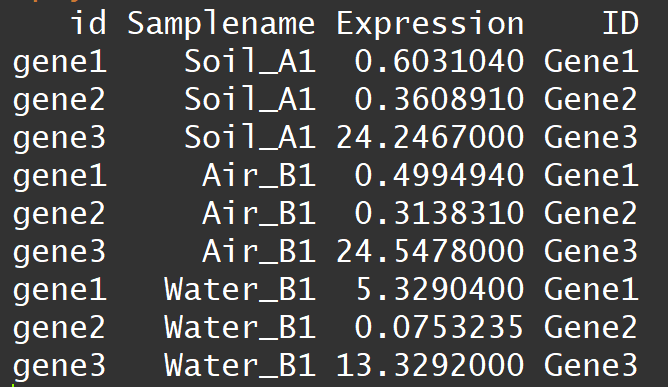 id Samplename Expression ID
gene1 Soil_A1 0.6031040 Gene1
gene2 Soil_A1 0.3608910 Gene2
gene3 Soil_A1 24.2467000 Gene3
gene1 Air_B1 0.4994940 Gene1
gene2 Air_B1 0.3138310 Gene2
gene3 Air_B1 24.5478000 Gene3
gene1 Water_B1 5.3290400 Gene1
gene2 Water_B1 0.0753235 Gene2
gene3 Water_B1 13.3292000 Gene3